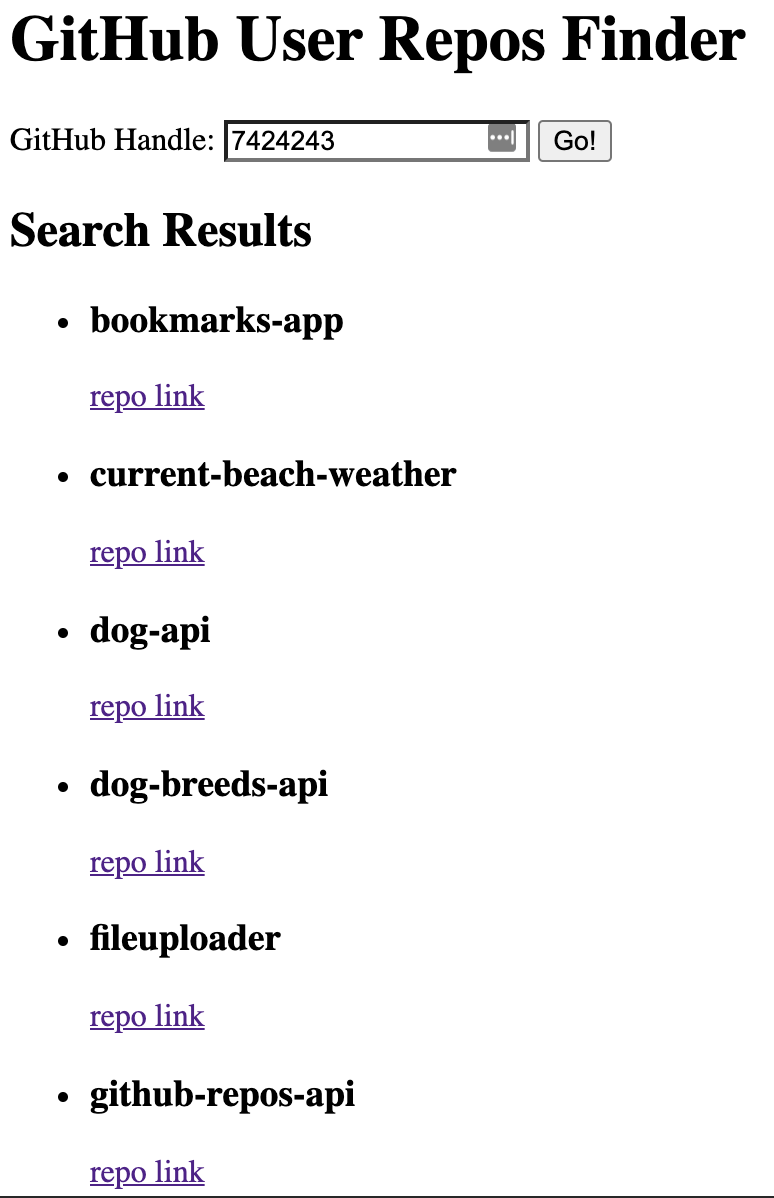 GitHub User Repos Finder
GitHub Handle: 7424243 Go!
Search Results
bookmarks-app
repo link
current-beach-weather
repo link
dog-api
repo link
dog-breeds-api
repo link
fileuploader
repo link
github-repos-api
repo link